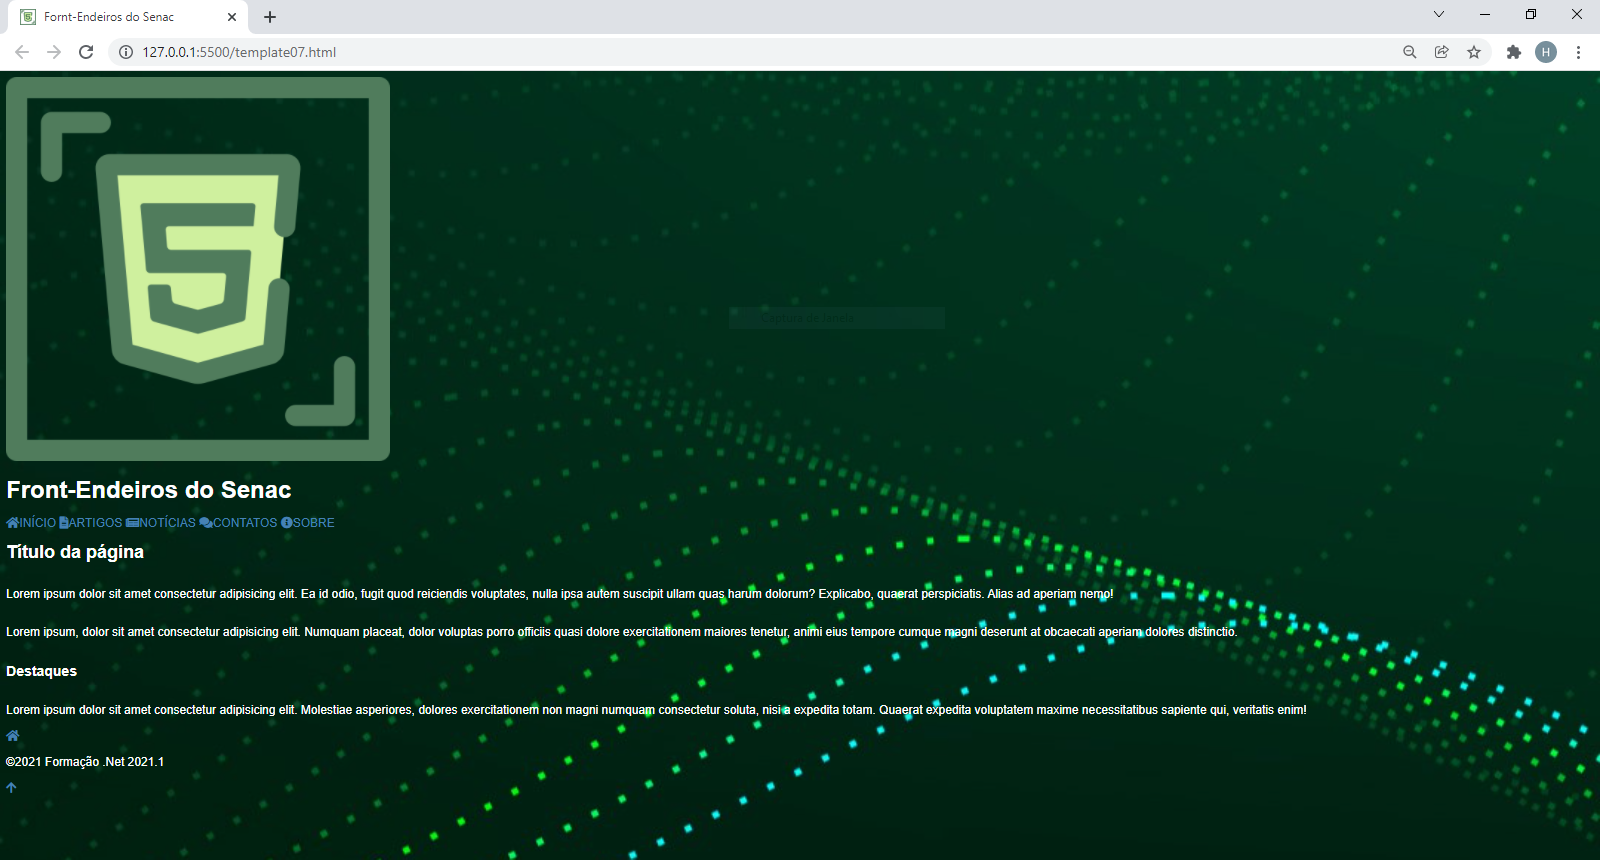 Fornt-Endeiros do Senac
127.0.0.1:5500/template07.html
H
5
Front-Endeiros do Senac
INÍCIO ARTIGOS NOTÍCIAS CONTATOS SOBRE
Título da página
Lorem ipsum dolor sit amet consectetur adipisicing elit. Ea id odio, fugit quod reiciendis voluptates, nulla ipsa autem suscipit ullam quas harum dolorum? Explicabo, quaerat perspiciatis. Alias ad aperiam nemo!
Lorem ipsum, dolor sit amet consectetur adipisicing elit. Numquam placeat, dolor voluptas porro officiis quasi dolore exercitationem maiores tenetur, animi eius tempore cumque magni deserunt at obcaecati aperiam dolores distinctio.
Destaques
Lorem ipsum dolor sit amet consectetur adipisicing elit. Molestiae asperiores, dolores exercitationem non magni numquam consectetur soluta, nisi a expedita totam. Quaerat expedita voluptatem maxime necessitatibus sapiente qui, veritatis enim!
©2021 Formação .Net 2021.1